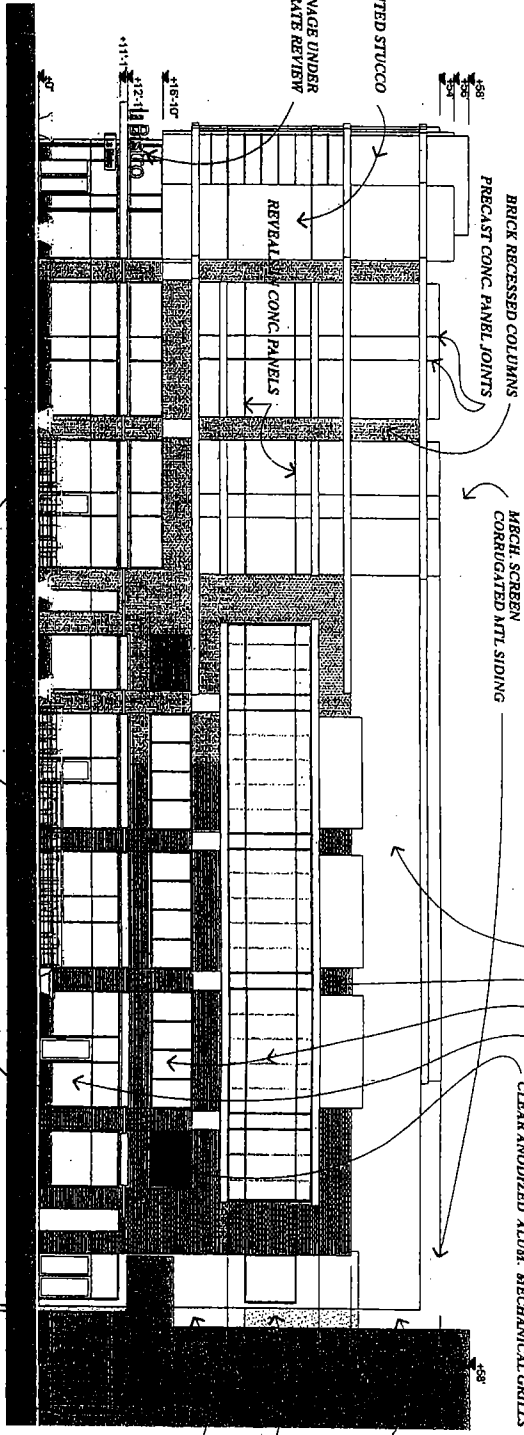 BRICK RECESSED COLUMNS
PRECAST CONC. PANEL JOINTS
MECH. SCREEN
CORRUGATED MTL SIDING
CLEAR ANODIZED ALUM. MECHANICAL GRILLS
TED STUCCO
NAGE UNDER
RATE REVIEW
REVEALS IN CONC. PANELS
+58'
+56'
+54'
+16'-10"
+12'-1"
+11'-1"
+0'
Bistro
+58'